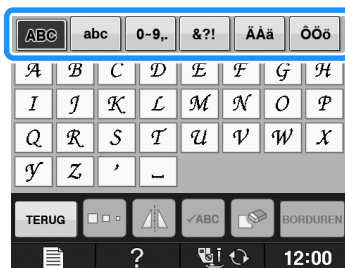 ABC abc 0~9,. &?! ÄÅä ÔÖö
A B C D E F G H
I J K L M N O P
Q R S T U V W X
Y Z ' ⎵
TERUG ✓ABC BORDUREN
? 12:00